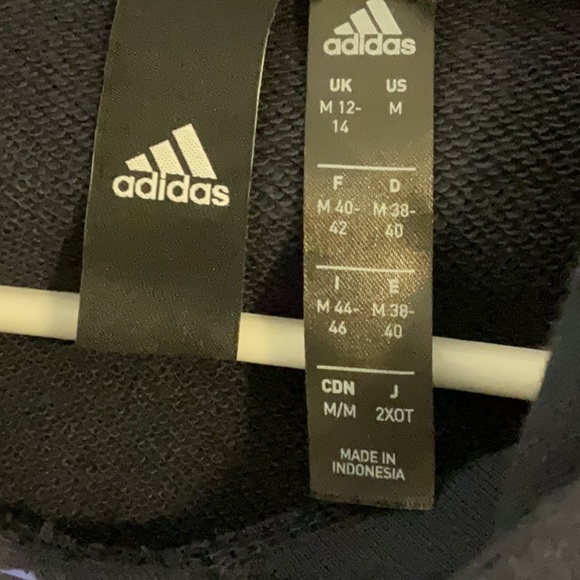 adidas
adidas
UK US
M 12- M
14
F D
M 40- M 38-
42 40
I E
M 44- M 38-
46 40
CDN J
M/M 2XOT
MADE IN
INDONESIA